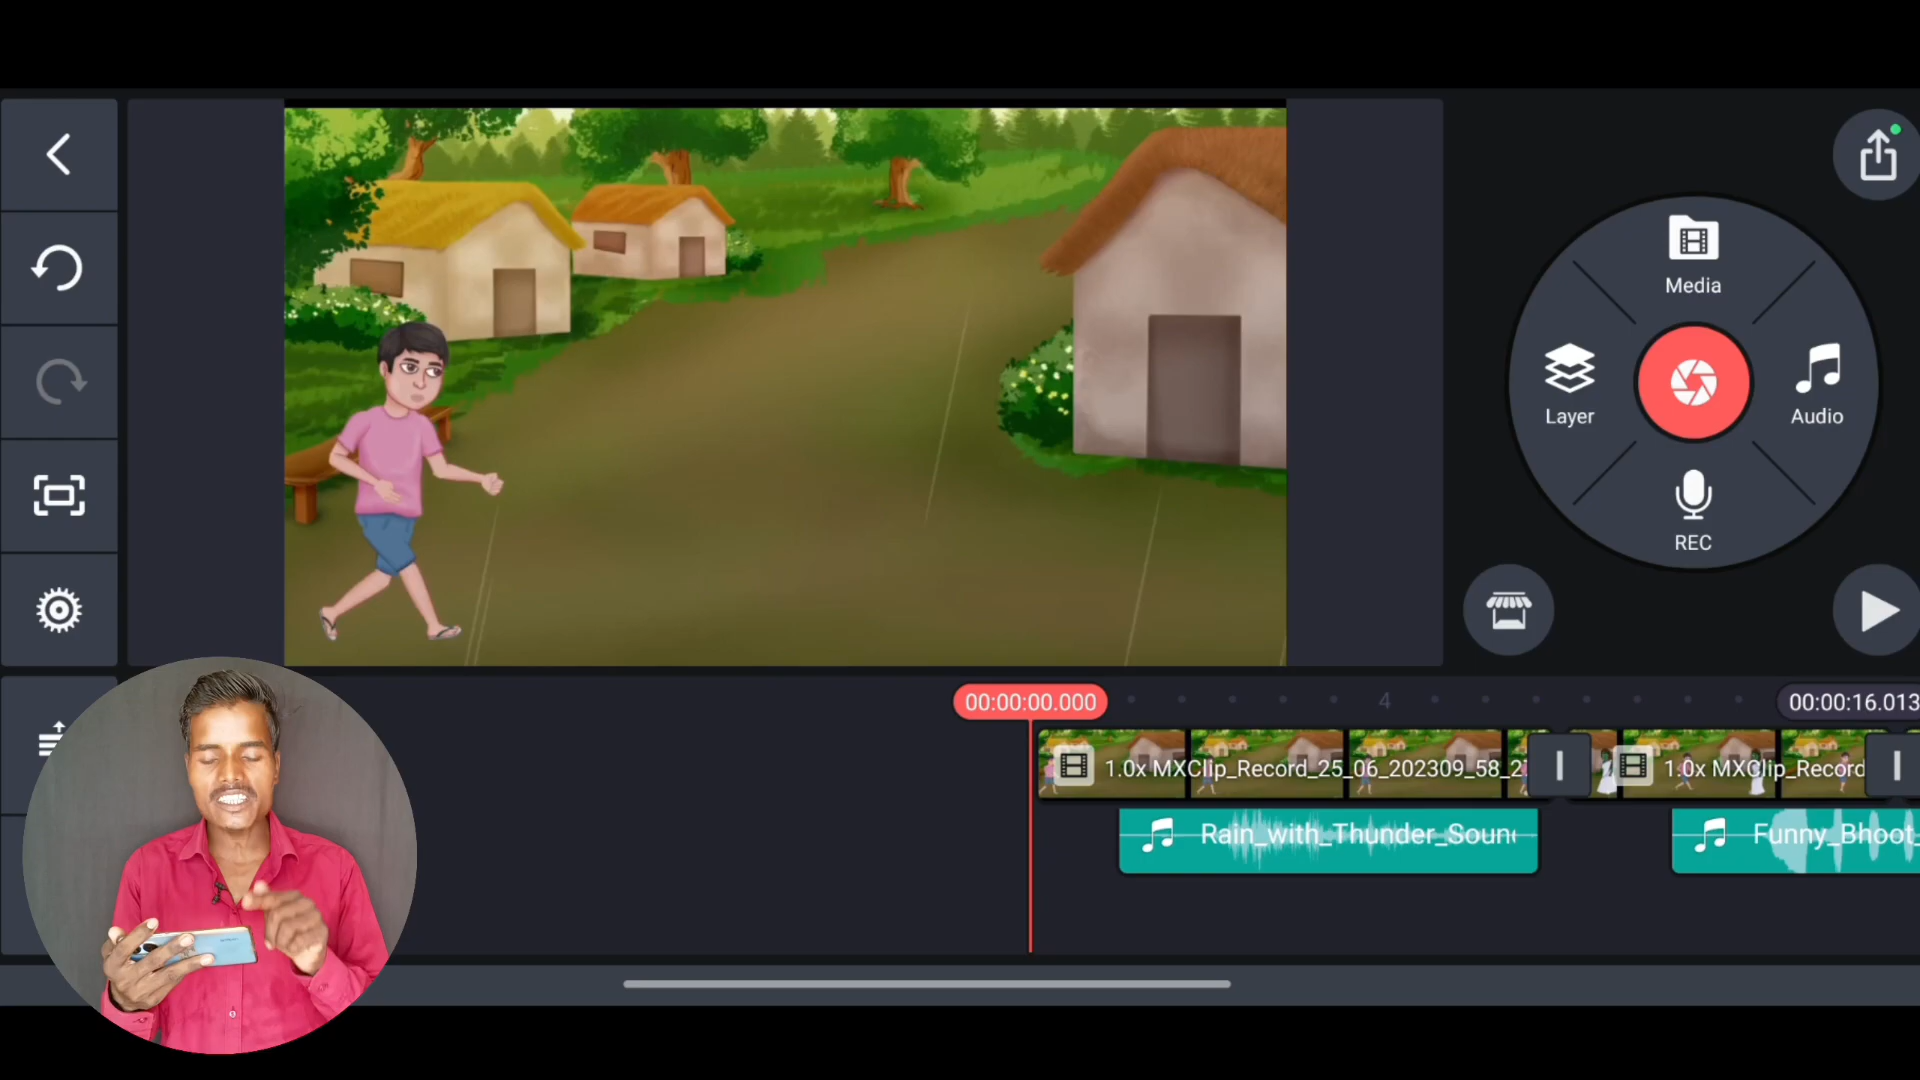 Media
Layer
Audio
REC
00:00:00.000
4
00:00:16.013
1.0x MXClip_Record_25_06_202309_58_2
1.0x MXClip_Record
Rain_with_Thunder_Soun
Funny_Bhoot_